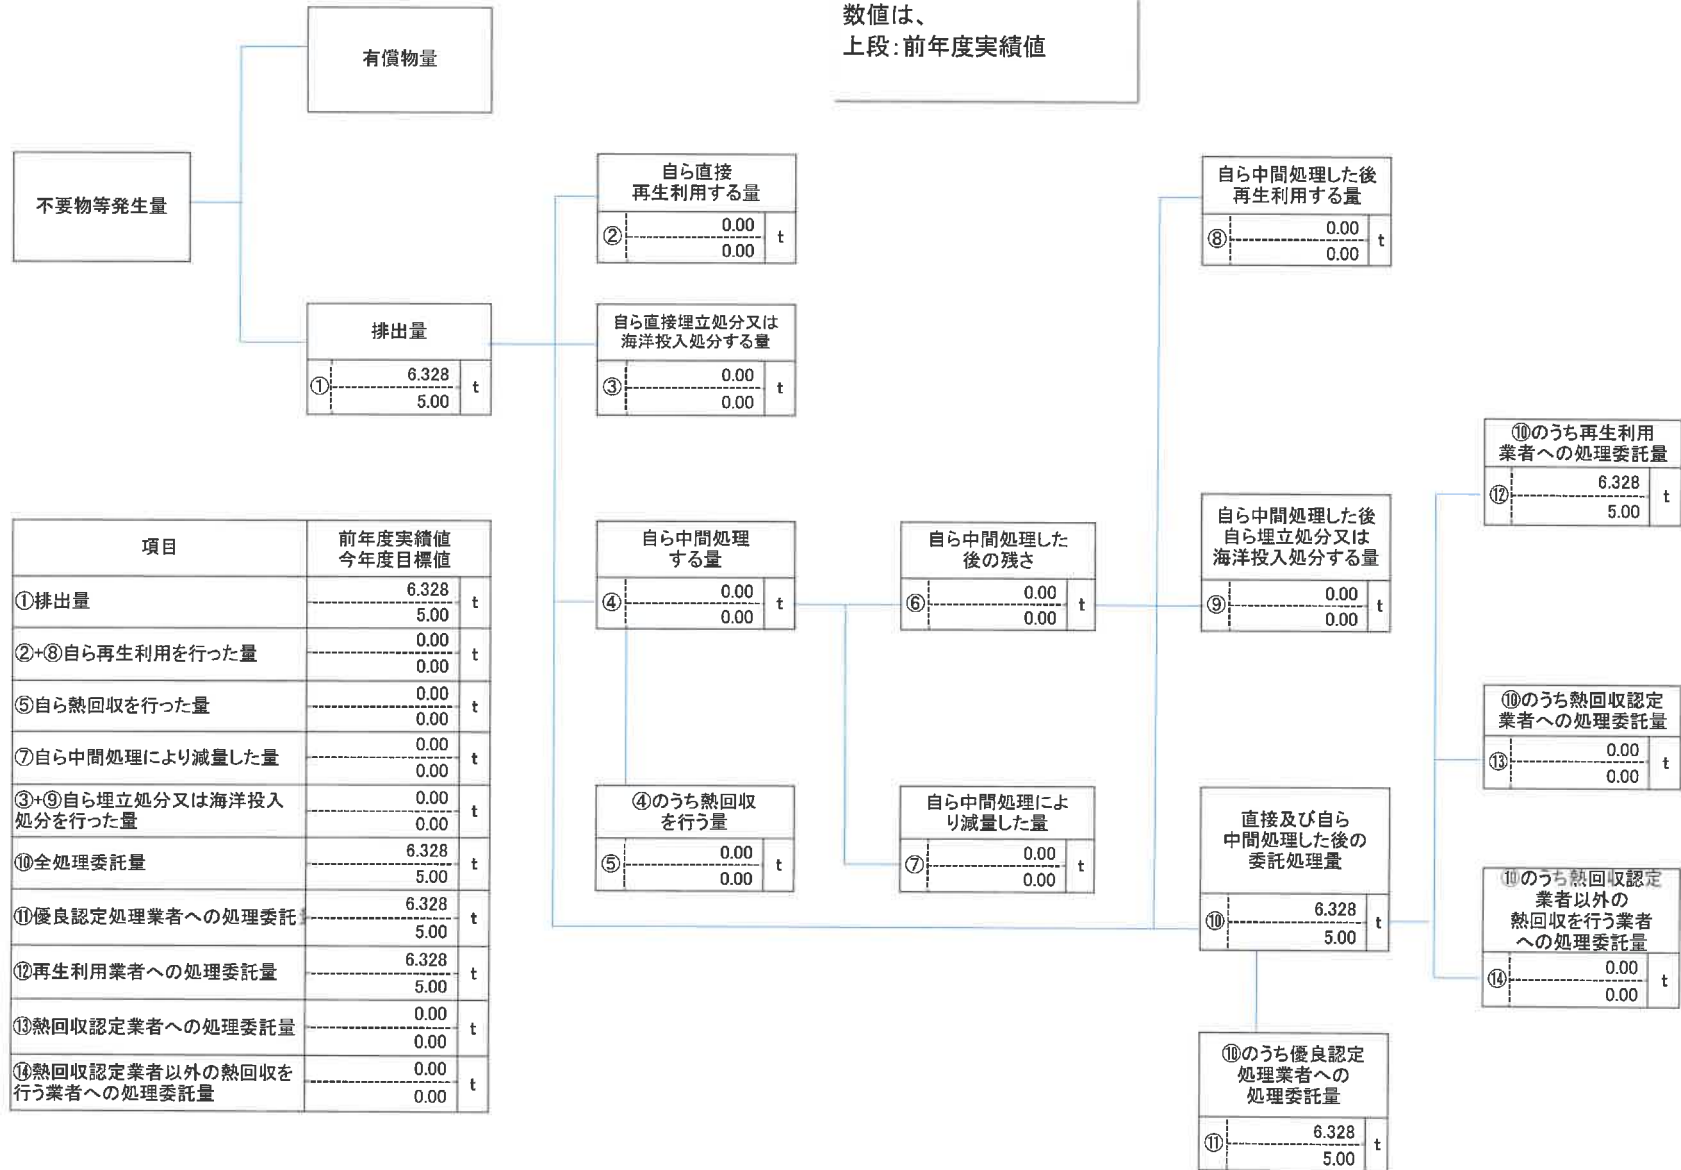 数値は、
上段：前年度実績値
有償物量
不要物等発生量
排出量
① 6.328 t
5.00
自ら直接
再生利用する量
② 0.00 t
0.00
自ら直接埋立処分又は
海洋投入処分する量
③ 0.00 t
0.00
自ら中間処理
する量
④ 0.00 t
0.00
④のうち熱回収
を行う量
⑤ 0.00 t
0.00
自ら中間処理した
後の残さ
⑥ 0.00 t
0.00
自ら中間処理によ
り減量した量
⑦ 0.00 t
0.00
自ら中間処理した後
再生利用する量
⑧ 0.00 t
0.00
自ら中間処理した後
自ら埋立処分又は
海洋投入処分する量
⑨ 0.00 t
0.00
直接及び自ら
中間処理した後の
委託処理量
⑩ 6.328 t
5.00
⑩のうち優良認定
処理業者への
処理委託量
⑪ 6.328 t
5.00
⑩のうち再生利用
業者への処理委託量
⑫ 6.328 t
5.00
⑩のうち熱回収認定
業者への処理委託量
⑬ 0.00 t
0.00
⑩のうち熱回収認定
業者以外の
熱回収を行う業者
への処理委託量
⑭ 0.00 t
0.00
項目 前年度実績値
今年度目標値
①排出量 6.328 t
5.00
②+⑧自ら再生利用を行った量 0.00 t
0.00
⑤自ら熱回収を行った量 0.00 t
0.00
⑦自ら中間処理により減量した量 0.00 t
0.00
③+⑨自ら埋立処分又は海洋投入
処分を行った量 0.00 t
0.00
⑩全処理委託量 6.328 t
5.00
⑪優良認定処理業者への処理委託 6.328 t
5.00
⑫再生利用業者への処理委託量 6.328 t
5.00
⑬熱回収認定業者への処理委託量 0.00 t
0.00
⑭熱回収認定業者以外の熱回収を
行う業者への処理委託量 0.00 t
0.00